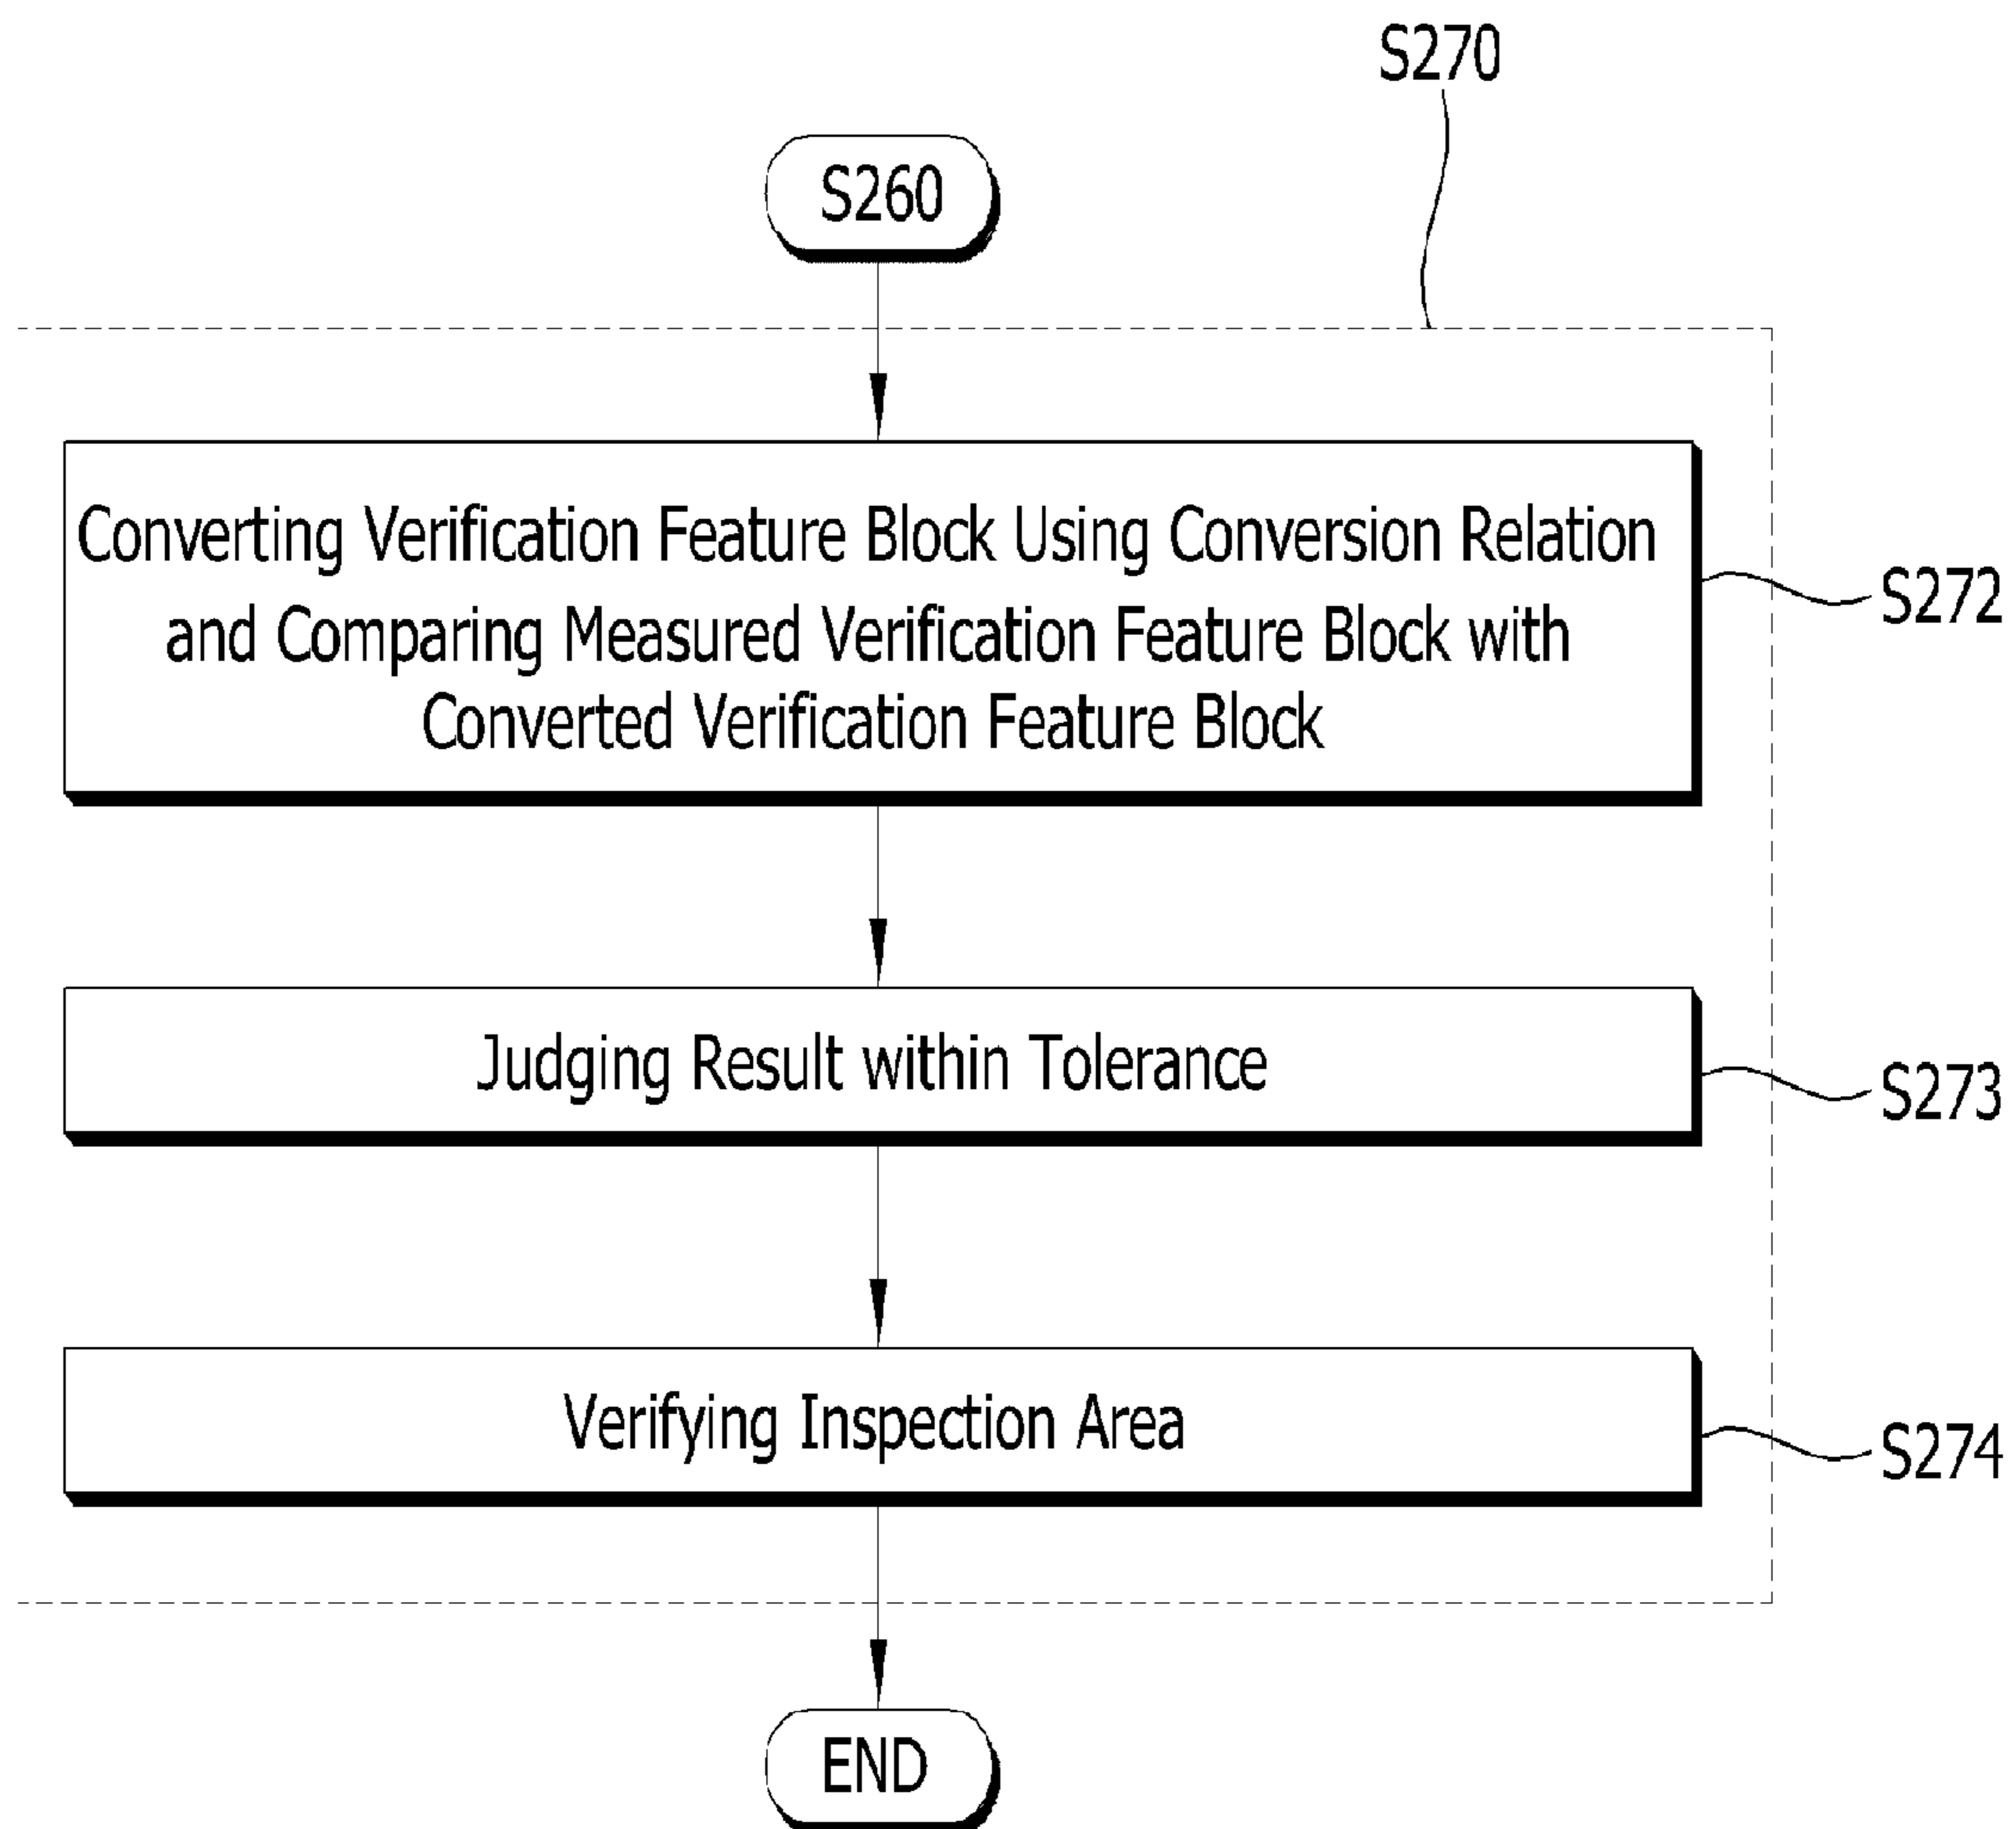 S270
S260
Converting Verification Feature Block Using Conversion Relation
and Comparing Measured Verification Feature Block with
Converted Verification Feature Block
S272
Judging Result within Tolerance
S273
Verifying Inspection Area
S274
END